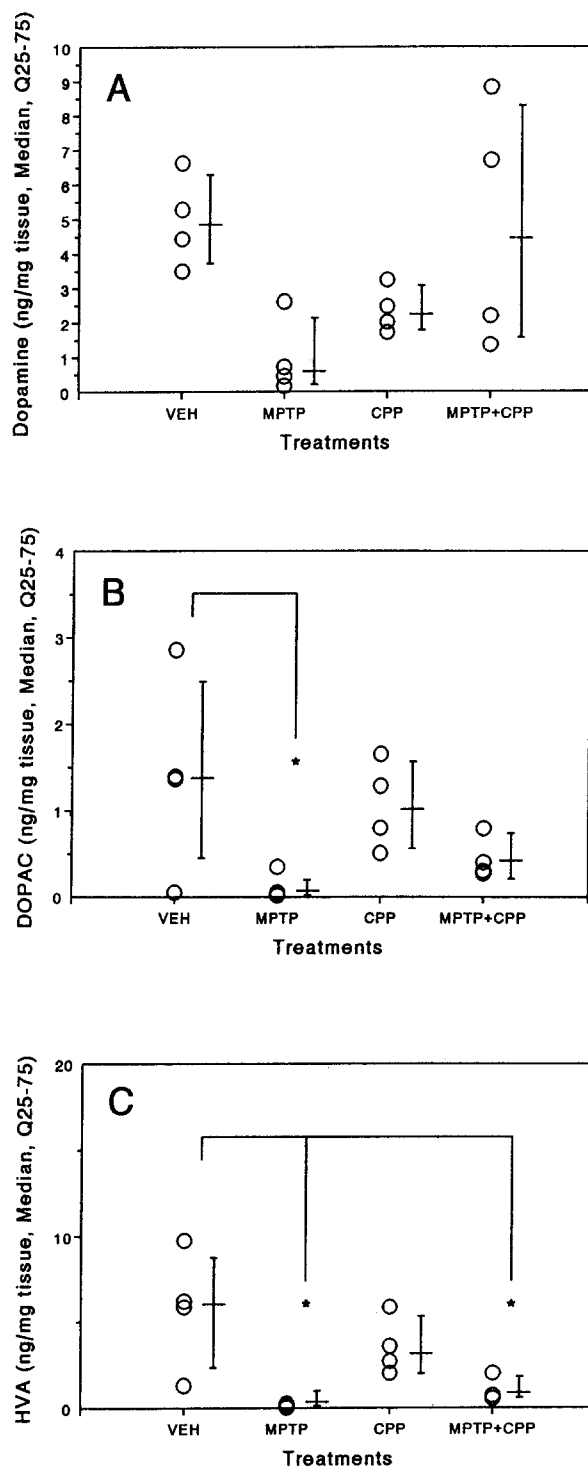 A
Dopamine (ng/mg tissue, Median, Q25-75)
10
9
8
7
6
5
4
3
2
1
0
VEH MPTP CPP MPTP+CPP
Treatments
B
DOPAC (ng/mg tissue, Median, Q25-75)
4
3
2
1
0
*
VEH MPTP CPP MPTP+CPP
Treatments
C
HVA (ng/mg tissue, Median, Q25-75)
20
10
0
* *
VEH MPTP CPP MPTP+CPP
Treatments